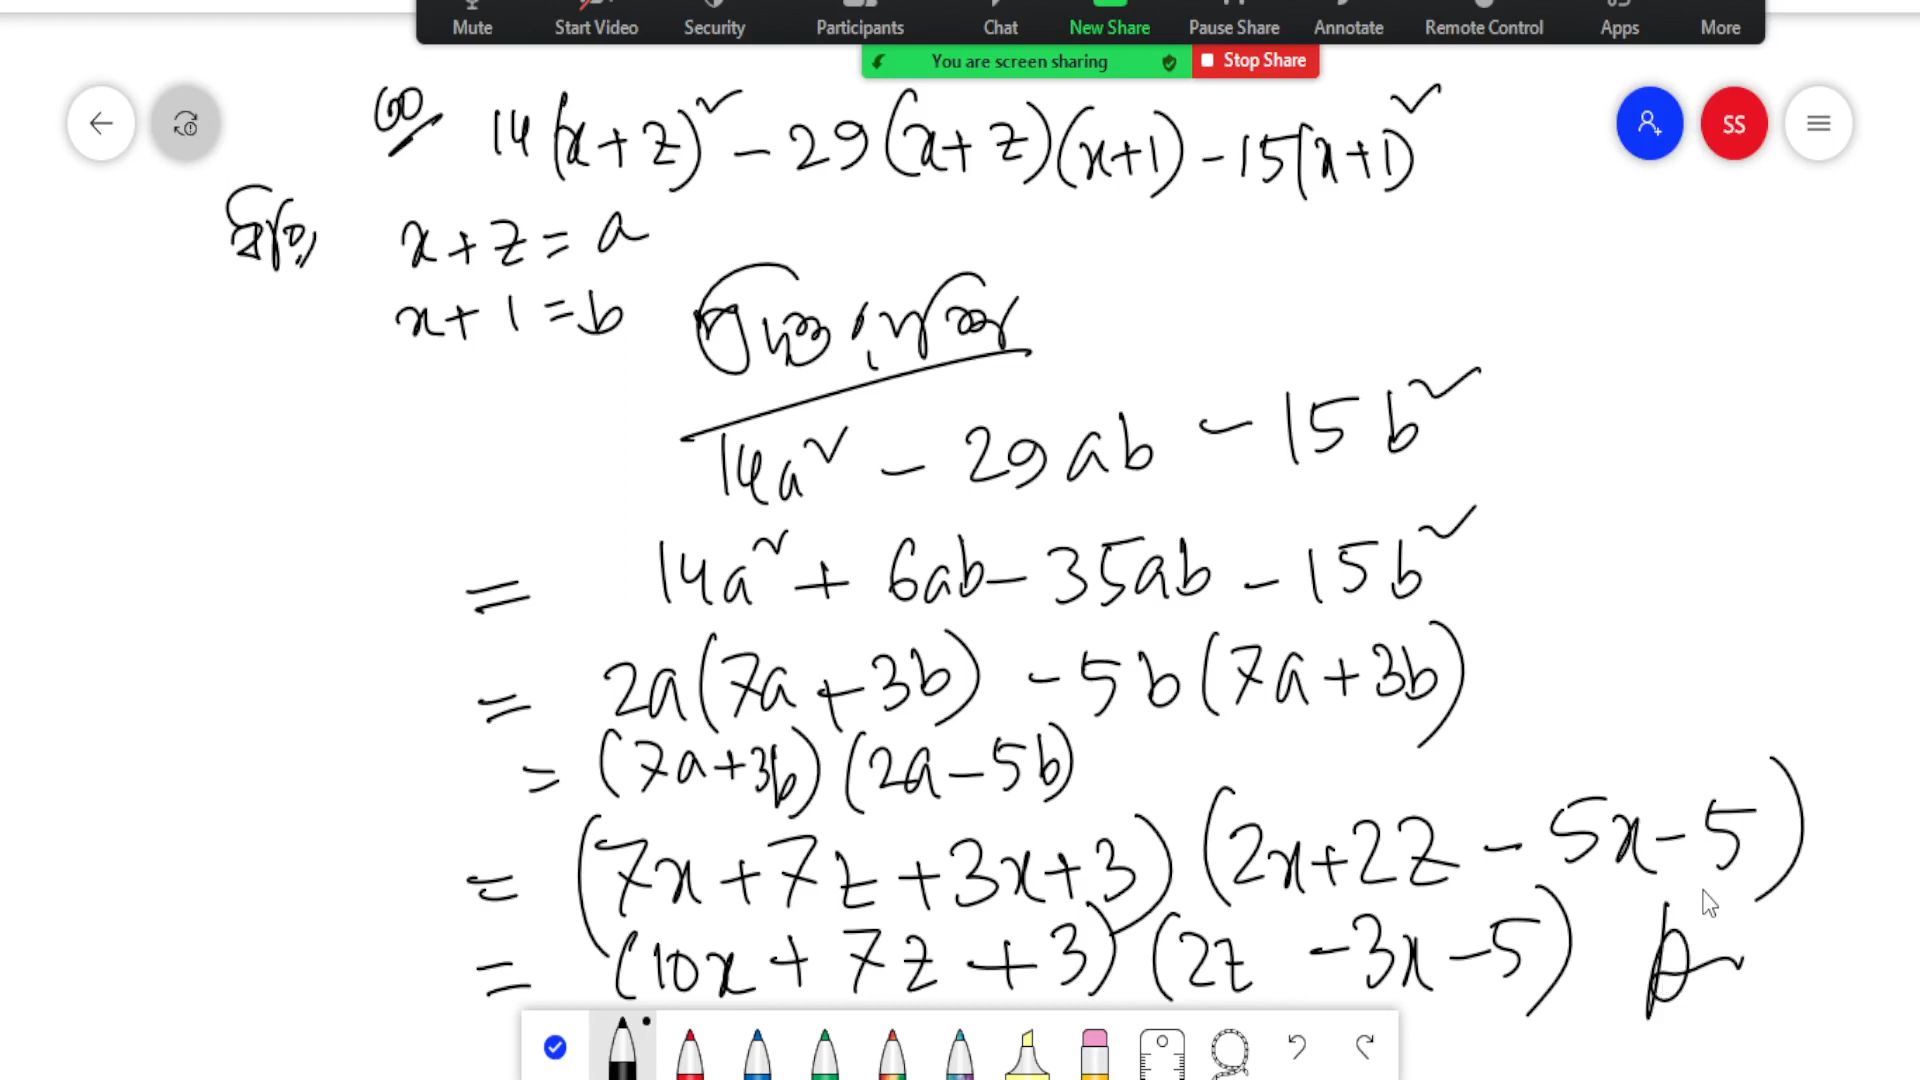 Mute Start Video Security Participants Chat New Share Pause Share Annotate Remote Control Apps More
You are screen sharing Stop Share
14(x+z)² - 29(x+z)(x+1) - 15(x+1)²
SS
ধরি, x+z = a
x+1 = b
14a² - 29ab - 15b²
= 14a² + 6ab - 35ab - 15b²
= 2a(7a+3b) - 5b(7a+3b)
= (7a+3b)(2a-5b)
= (7x+7z+3x+3)(2x+2z-5x-5)
= (10x+7z+3)(2z-3x-5)